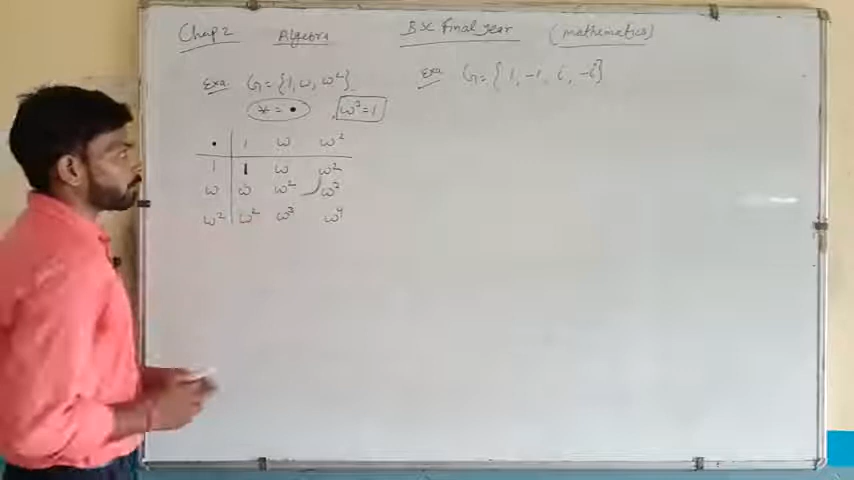 Chap 2 Algebra BSC final year (mathematics)
Exa. G = {1, ω, ω²}.
* = • , ω³=1
• 1 ω ω²
1 1 ω ω²
ω ω ω² ω³
ω² ω² ω³ ω⁴
Exa. G = {1, -1, i, -i}